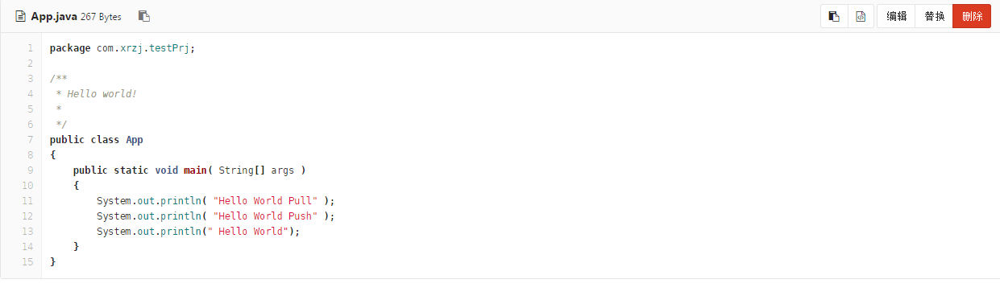 App.java 267 Bytes 编辑 替换 删除
1 package com.xrzj.testPrj;
2
3 /**
4  * Hello world!
5  *
6  */
7 public class App
8 {
9     public static void main( String[] args )
10     {
11         System.out.println( "Hello World Pull" );
12         System.out.println( "Hello World Push" );
13         System.out.println(" Hello World");
14     }
15 }